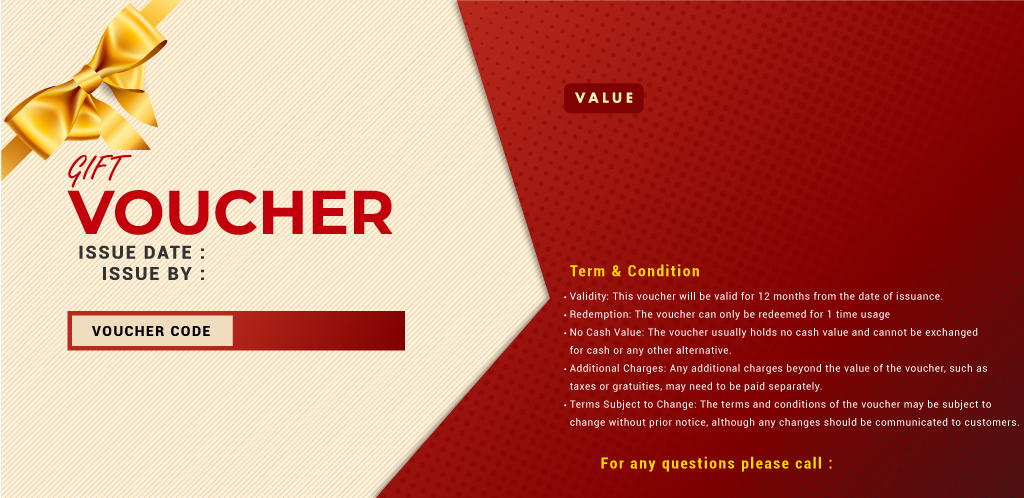 GIFT
VOUCHER
ISSUE DATE :
ISSUE BY :
VOUCHER CODE
VALUE
Term & Condition
• Validity: This voucher will be valid for 12 months from the date of issuance.
• Redemption: The voucher can only be redeemed for 1 time usage
• No Cash Value: The voucher usually holds no cash value and cannot be exchanged
for cash or any other alternative.
• Additional Charges: Any additional charges beyond the value of the voucher, such as
taxes or gratuities, may need to be paid separately.
• Terms Subject to Change: The terms and conditions of the voucher may be subject to
change without prior notice, although any changes should be communicated to customers.
For any questions please call :